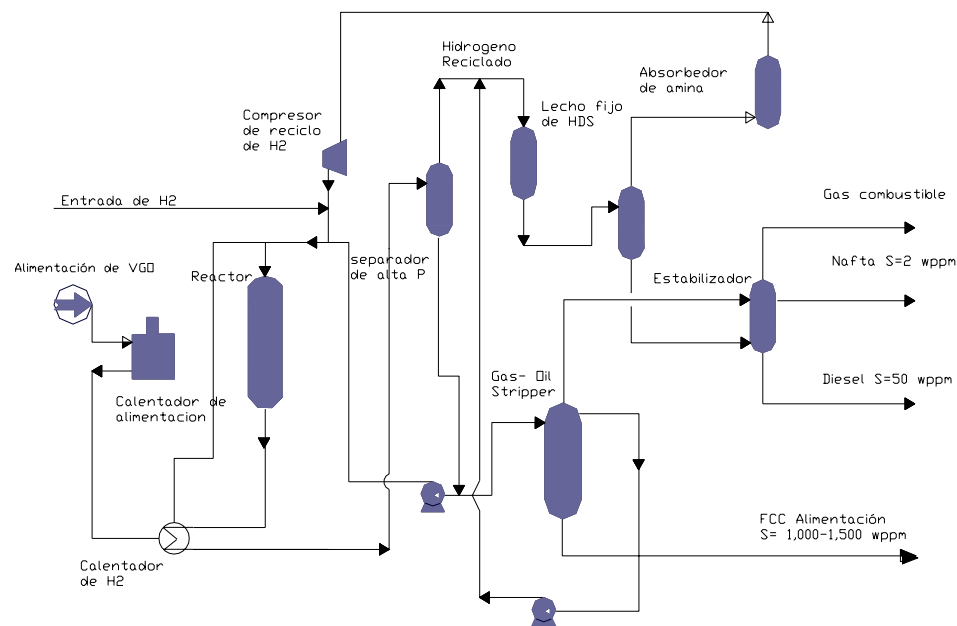 Hidrogeno
Reciclado
Absorbedor
de amina
Compresor
de reciclo
de H2
Lecho fijo
de HDS
Entrada de H2
Gas combustible
separador
de alta P
Nafta S=2 wppm
Alimentación de VGO
Reactor
Estabilizador
Gas- Oil
Stripper
Diesel S=50 wppm
Calentador de
alimentacion
FCC Alimentación
S= 1,000-1,500 wppm
Calentador
de H2